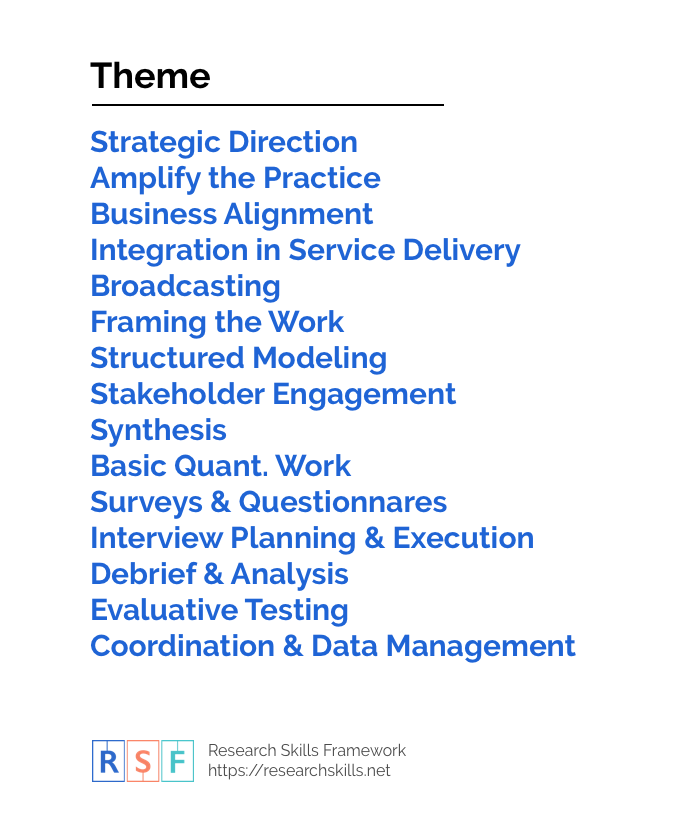 Theme
Strategic Direction
Amplify the Practice
Business Alignment
Integration in Service Delivery
Broadcasting
Framing the Work
Structured Modeling
Stakeholder Engagement
Synthesis
Basic Quant. Work
Surveys & Questionnares
Interview Planning & Execution
Debrief & Analysis
Evaluative Testing
Coordination & Data Management
RSF
Research Skills Framework
https://researchskills.net